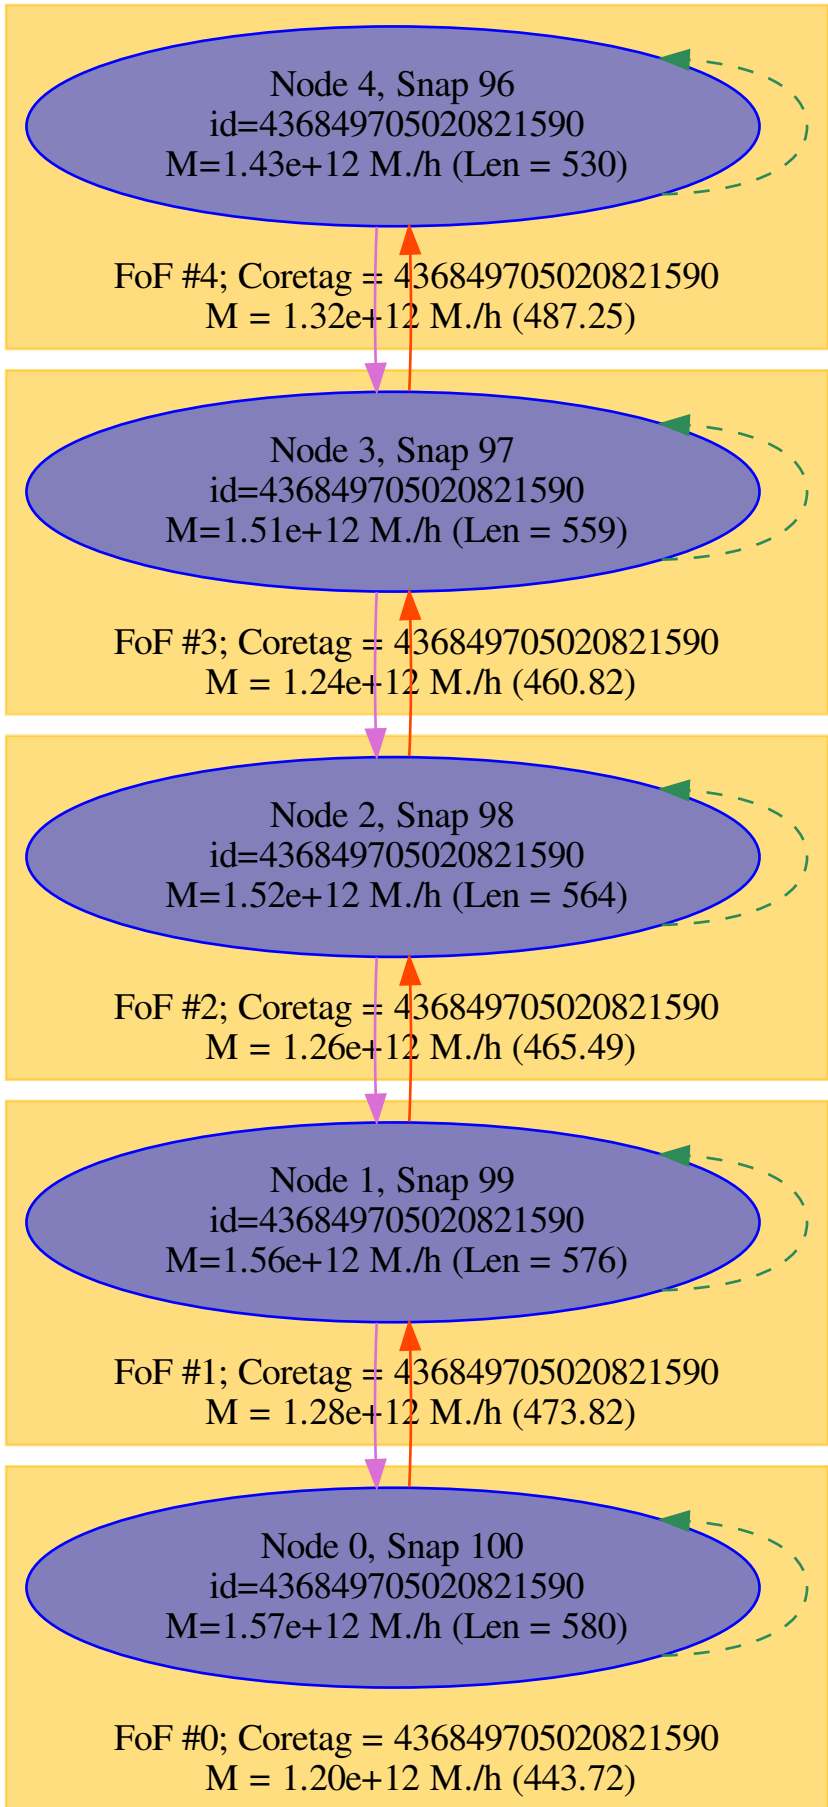 Node 4, Snap 96
id=436849705020821590
M=1.43e+12 M./h (Len = 530)
FoF #4; Coretag = 436849705020821590
M = 1.32e+12 M./h (487.25)
Node 3, Snap 97
id=436849705020821590
M=1.51e+12 M./h (Len = 559)
FoF #3; Coretag = 436849705020821590
M = 1.24e+12 M./h (460.82)
Node 2, Snap 98
id=436849705020821590
M=1.52e+12 M./h (Len = 564)
FoF #2; Coretag = 436849705020821590
M = 1.26e+12 M./h (465.49)
Node 1, Snap 99
id=436849705020821590
M=1.56e+12 M./h (Len = 576)
FoF #1; Coretag = 436849705020821590
M = 1.28e+12 M./h (473.82)
Node 0, Snap 100
id=436849705020821590
M=1.57e+12 M./h (Len = 580)
FoF #0; Coretag = 436849705020821590
M = 1.20e+12 M./h (443.72)